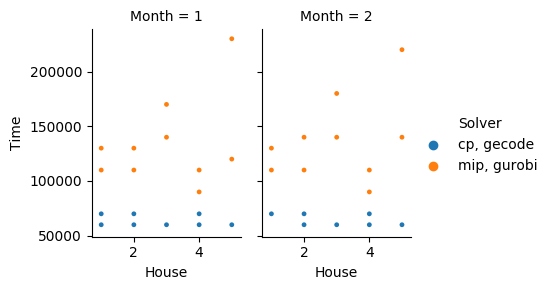 Month = 1
Month = 2
200000
150000
100000
50000
Time
2
4
2
4
House
House
Solver
cp, gecode
mip, gurobi